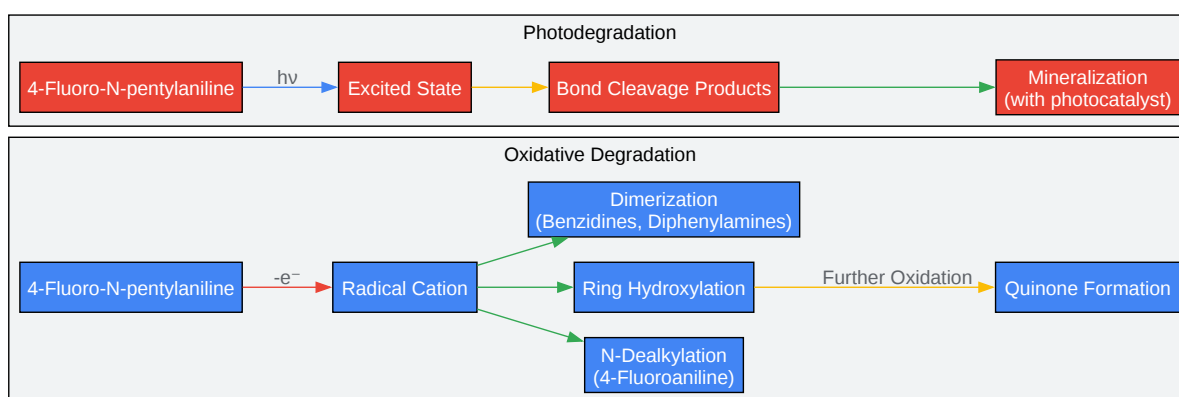 Photodegradation
4-Fluoro-N-pentylaniline
hν
Excited State
Bond Cleavage Products
Mineralization
(with photocatalyst)
Oxidative Degradation
4-Fluoro-N-pentylaniline
-e⁻
Radical Cation
Dimerization
(Benzidines, Diphenylamines)
Ring Hydroxylation
Further Oxidation
Quinone Formation
N-Dealkylation
(4-Fluoroaniline)